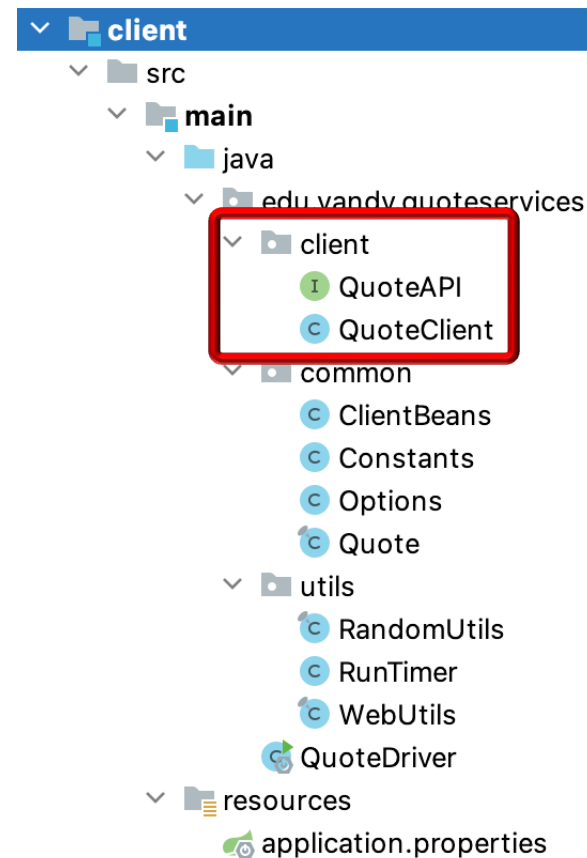 client
src
main
java
edu.vandy.quoteservices
client
I QuoteAPI
C QuoteClient
common
C ClientBeans
C Constants
C Options
C Quote
utils
C RandomUtils
C RunTimer
C WebUtils
C QuoteDriver
resources
application.properties